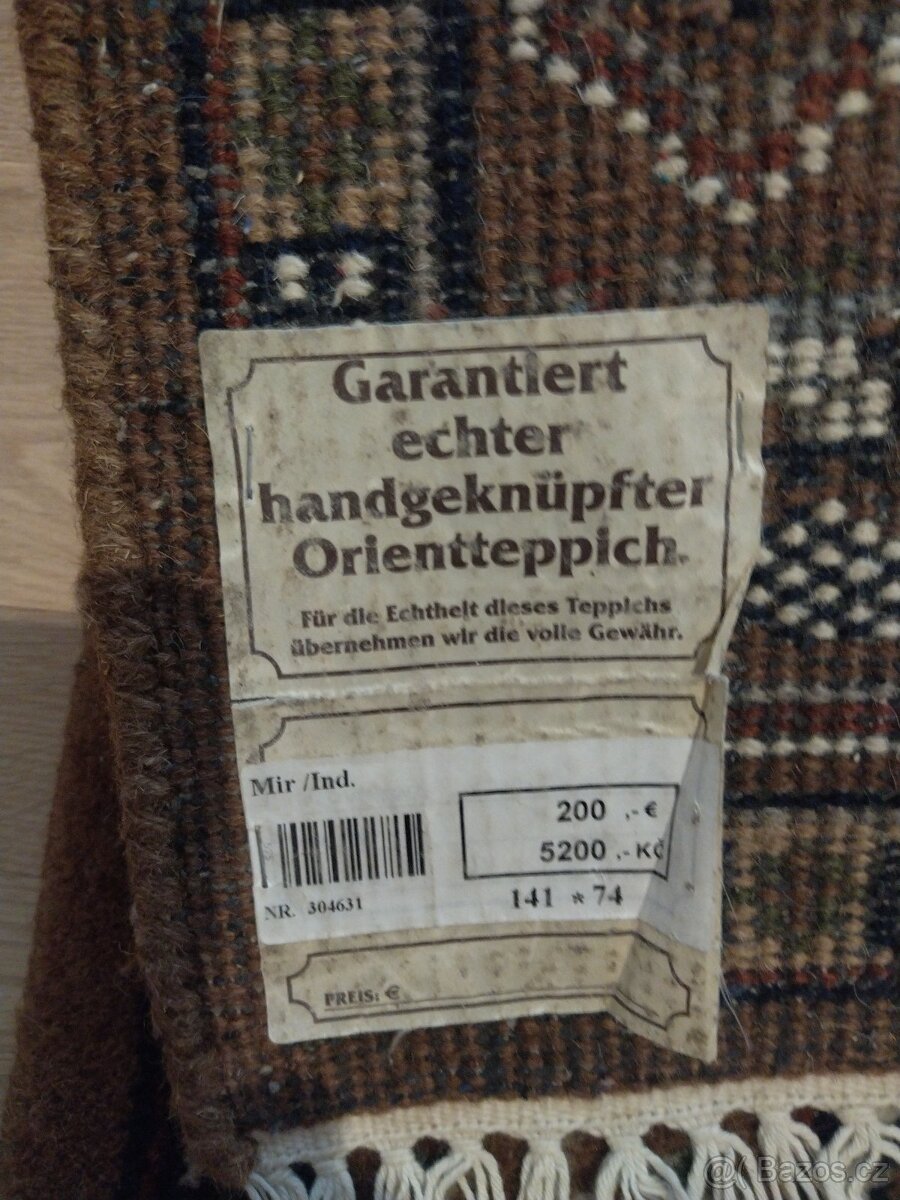 Garantiert
echter
handgeknüpfter
Orientteppich.
Für die Echtheit dieses Teppichs
übernehmen wir die volle Gewähr.
Mir /Ind.
200 ,-€
5200 ,-KČ
NR. 304631
141 * 74
PREIS: €
@( Bazos.cz